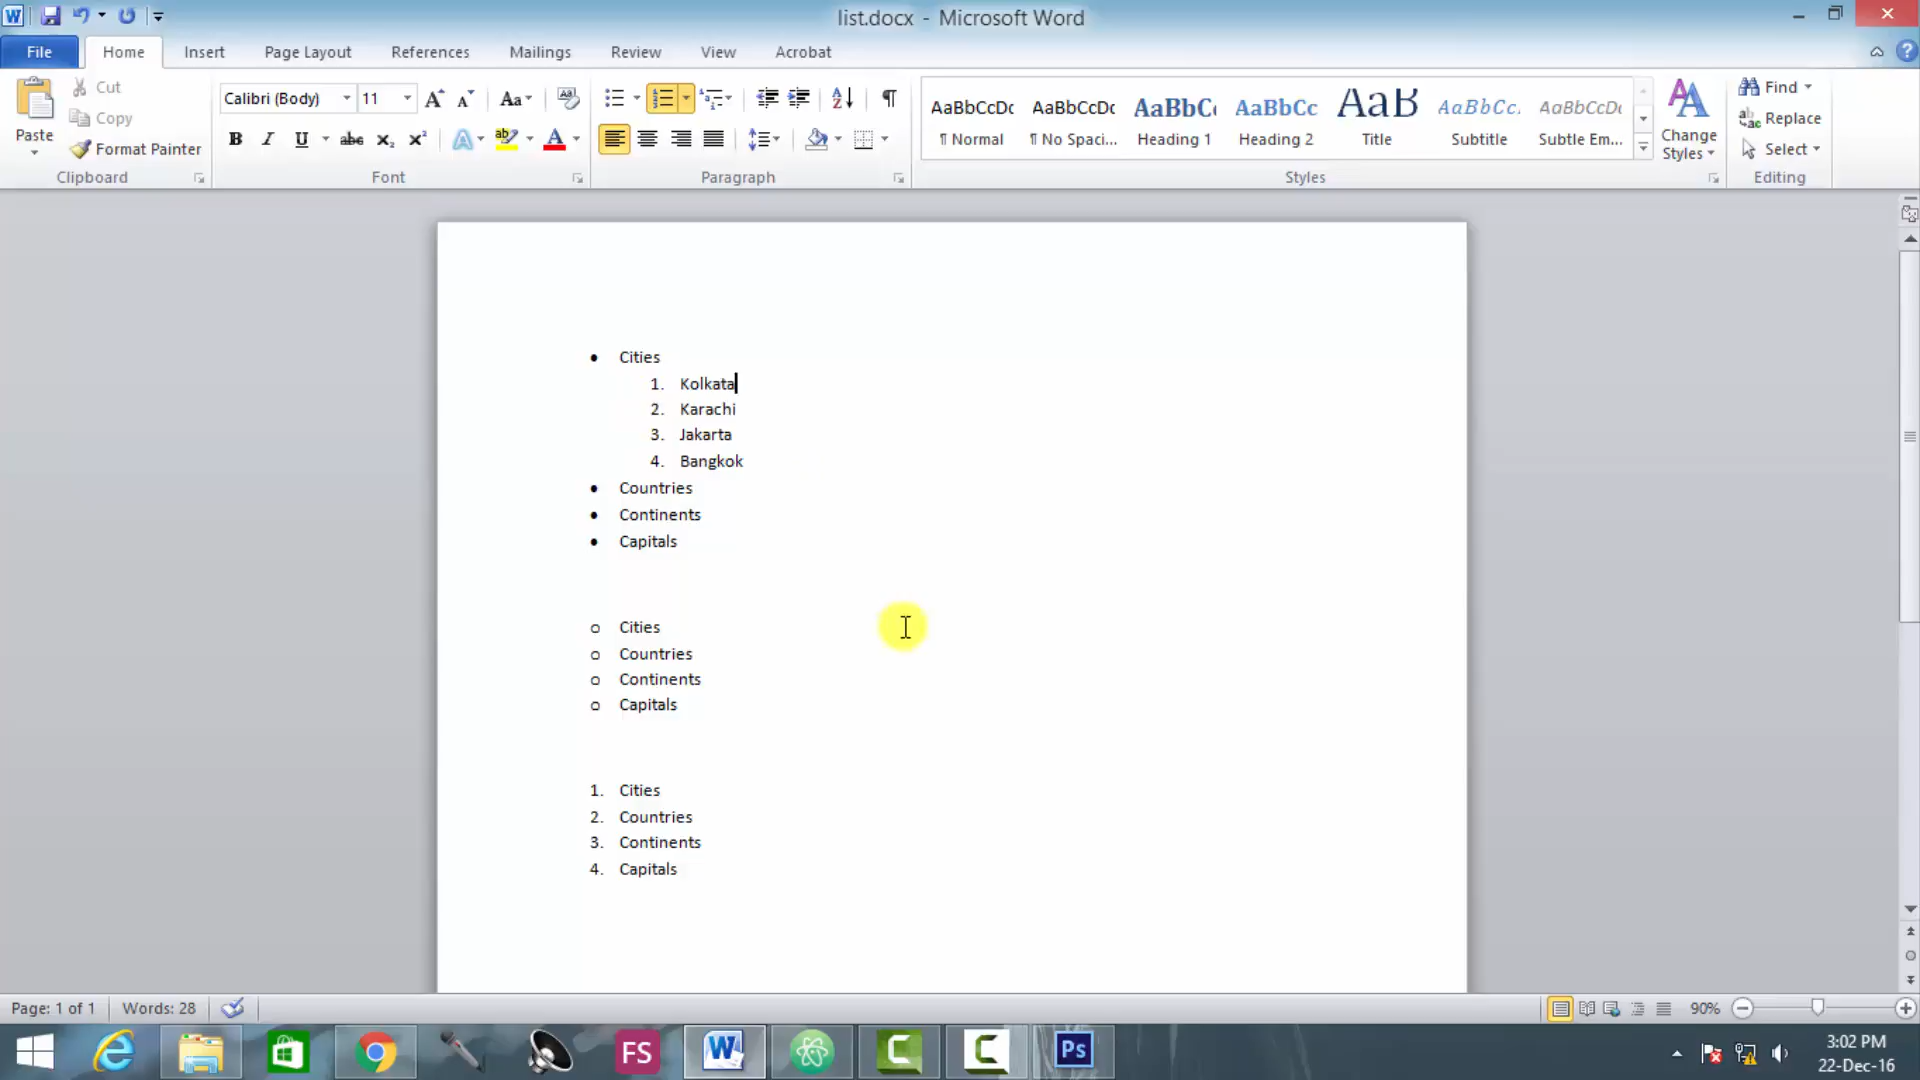 list.docx - Microsoft Word
File Home Insert Page Layout References Mailings Review View Acrobat
Paste
Cut
Copy
Format Painter
Clipboard
Calibri (Body) 11
Font
Paragraph
AaBbCcDc AaBbCcDc AaBbC AaBbCc AaB AaBbCc. AaBbCcDc
¶ Normal ¶ No Spaci... Heading 1 Heading 2 Title Subtitle Subtle Em...
Change Styles
Styles
Find
Replace
Select
Editing
• Cities
1. Kolkata
2. Karachi
3. Jakarta
4. Bangkok
• Countries
• Continents
• Capitals
o Cities
o Countries
o Continents
o Capitals
1. Cities
2. Countries
3. Continents
4. Capitals
Page: 1 of 1 Words: 28 90%
FS Ps
3:02 PM
22-Dec-16